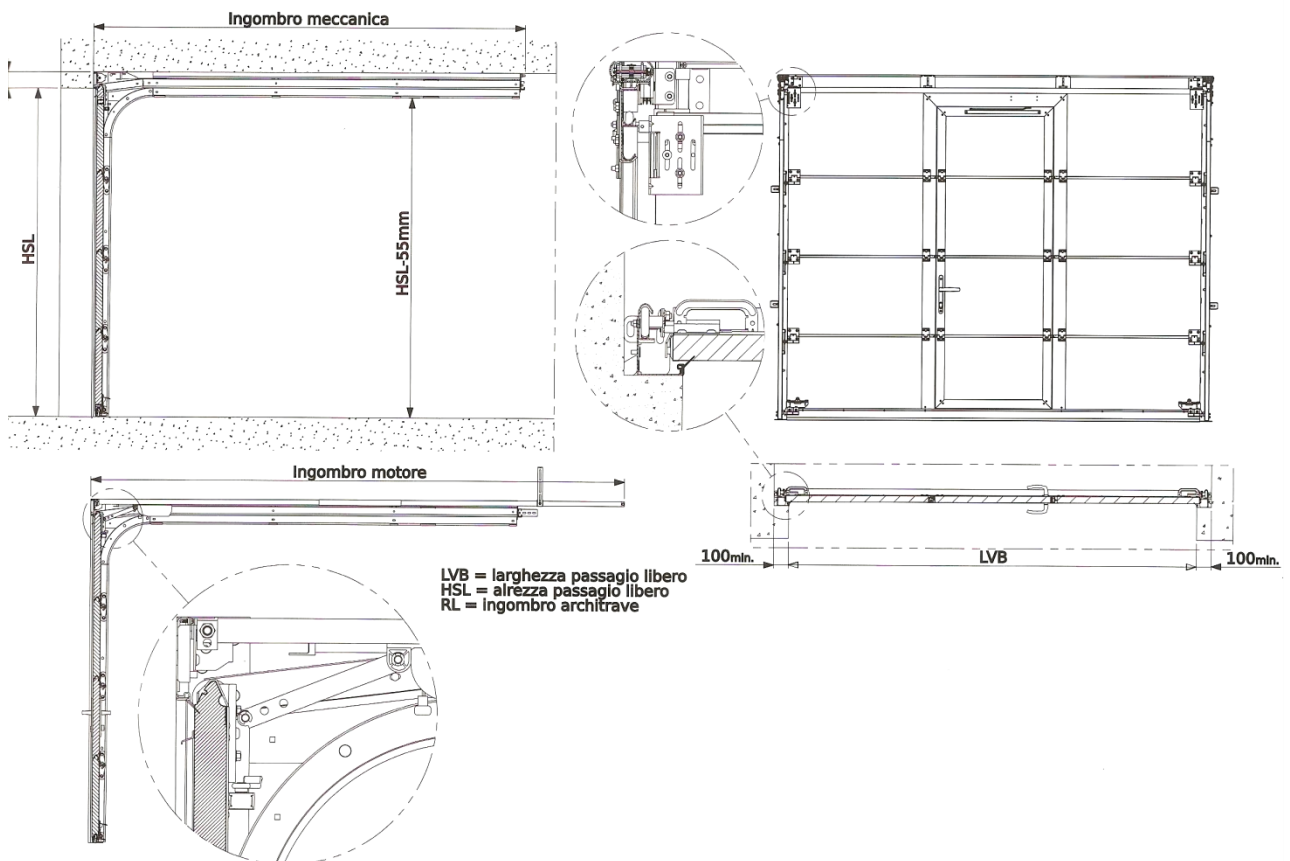 Ingombro meccanica
HSL
HSL-55mm
Ingombro motore
100min.
LVB
100min.
LVB = larghezza passagio libero
HSL = alrezza passagio libero
RL = ingombro architrave